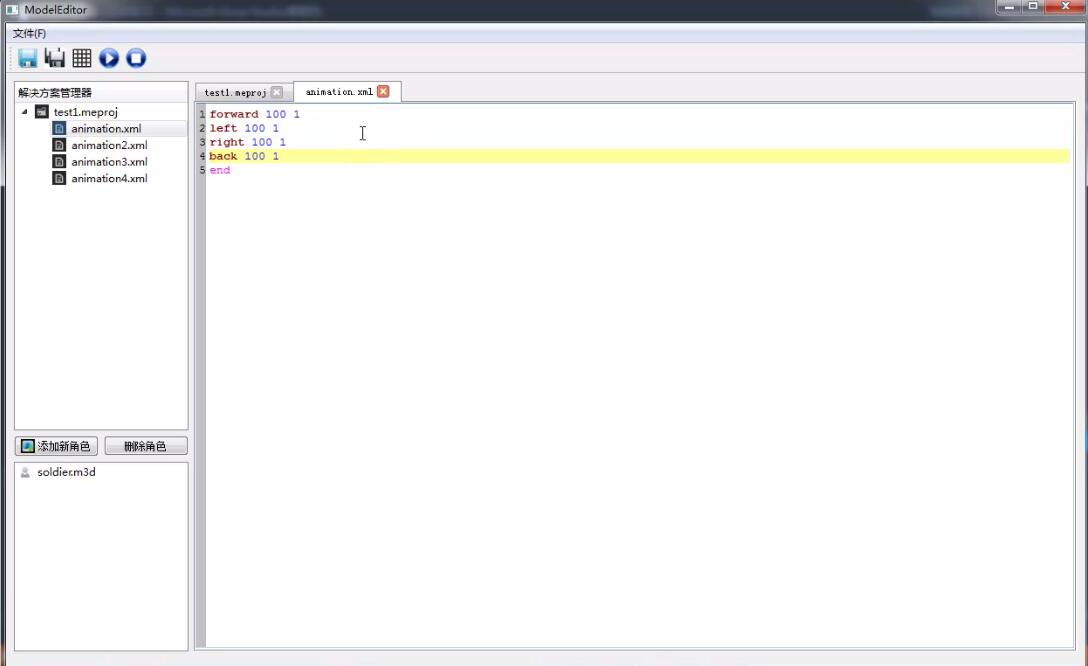 ModelEditor
文件(F)
解决方案管理器
test1.meproj
animation.xml
animation2.xml
animation3.xml
animation4.xml
添加新角色 删除角色
soldier.m3d
test1.meproj animation.xml
1 forward 100 1
2 left 100 1
3 right 100 1
4 back 100 1
5 end